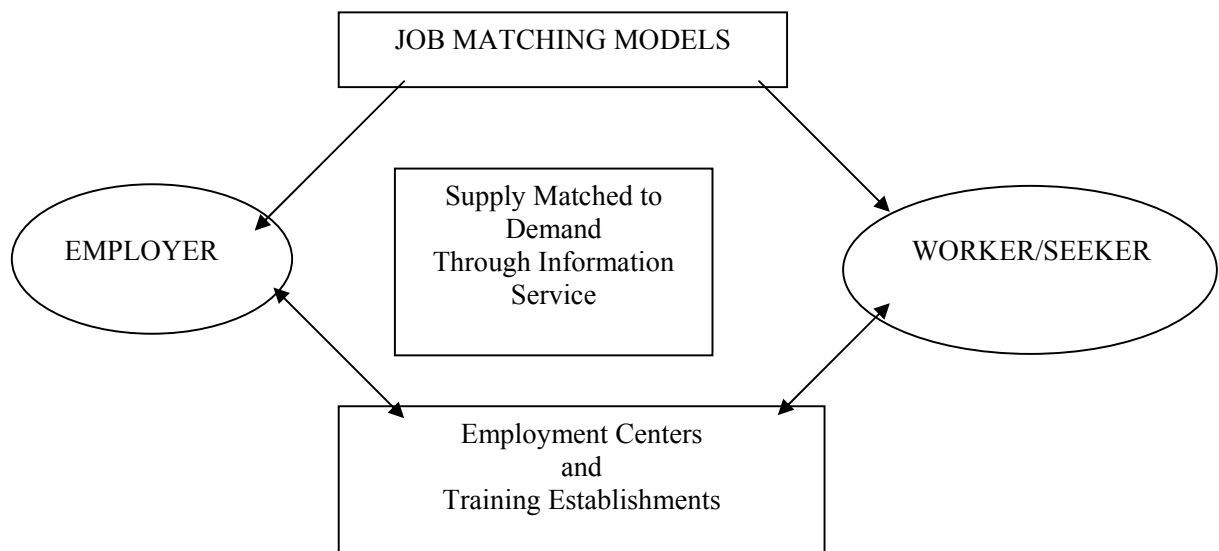 JOB MATCHING MODELS
EMPLOYER
Supply Matched to
Demand
Through Information
Service
WORKER/SEEKER
Employment Centers
and
Training Establishments